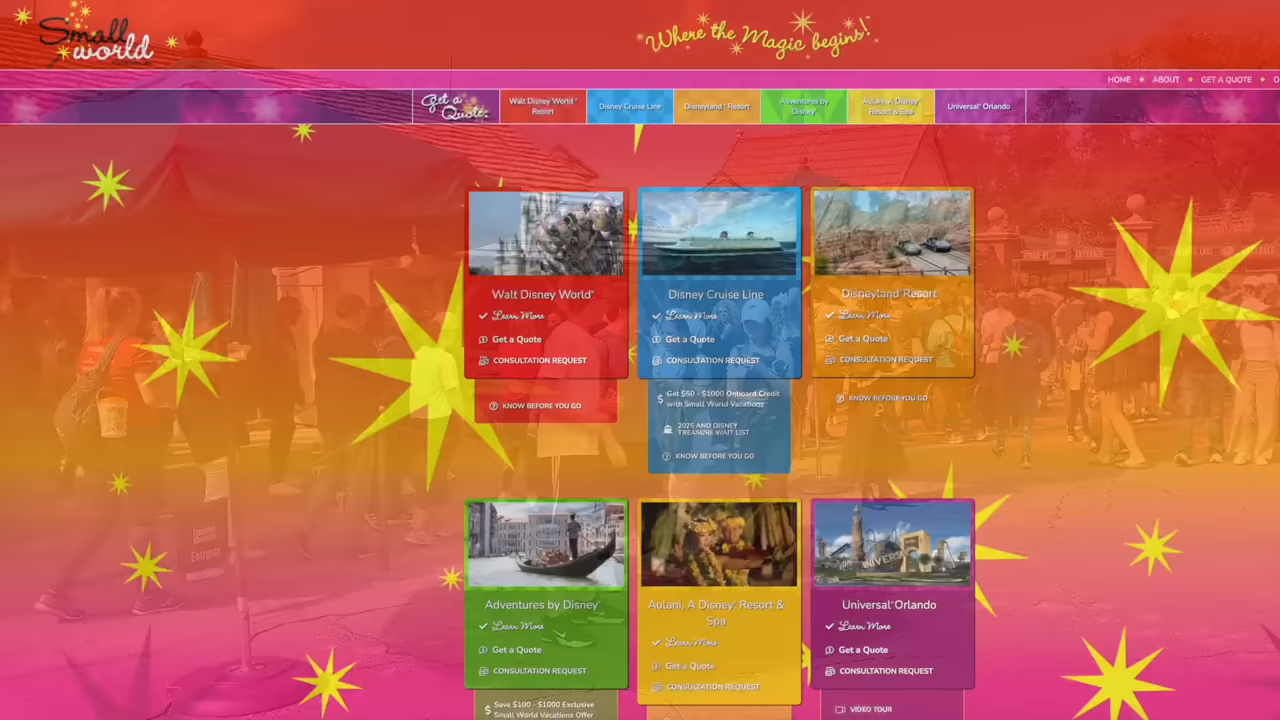 Small
world
Where the Magic begins!
HOME ABOUT GET A QUOTE
Get a
Quote!
Walt Disney World®
Resort
Disney Cruise Line
Disneyland® Resort
Adventures by
Disney®
Aulani, A Disney®
Resort & Spa
Universal® Orlando
Walt Disney World®
Learn More
Get a Quote
CONSULTATION REQUEST
KNOW BEFORE YOU GO
Disney Cruise Line
Learn More
Get a Quote
CONSULTATION REQUEST
Get $60 - $1000 Onboard Credit
with Small World Vacations
2025 AND DISNEY
TREASURE WAIT LIST
KNOW BEFORE YOU GO
Disneyland Resort
Learn More
Get a Quote
CONSULTATION REQUEST
KNOW BEFORE YOU GO
Adventures by Disney®
Learn More
Get a Quote
CONSULTATION REQUEST
Save $100 - $1000 Exclusive
Small World Vacations Offer
Aulani, A Disney® Resort &
Spa
Learn More
Get a Quote
CONSULTATION REQUEST
UNIVERS
Universal® Orlando
Learn More
Get a Quote
CONSULTATION REQUEST
VIDEO TOUR
Entrance